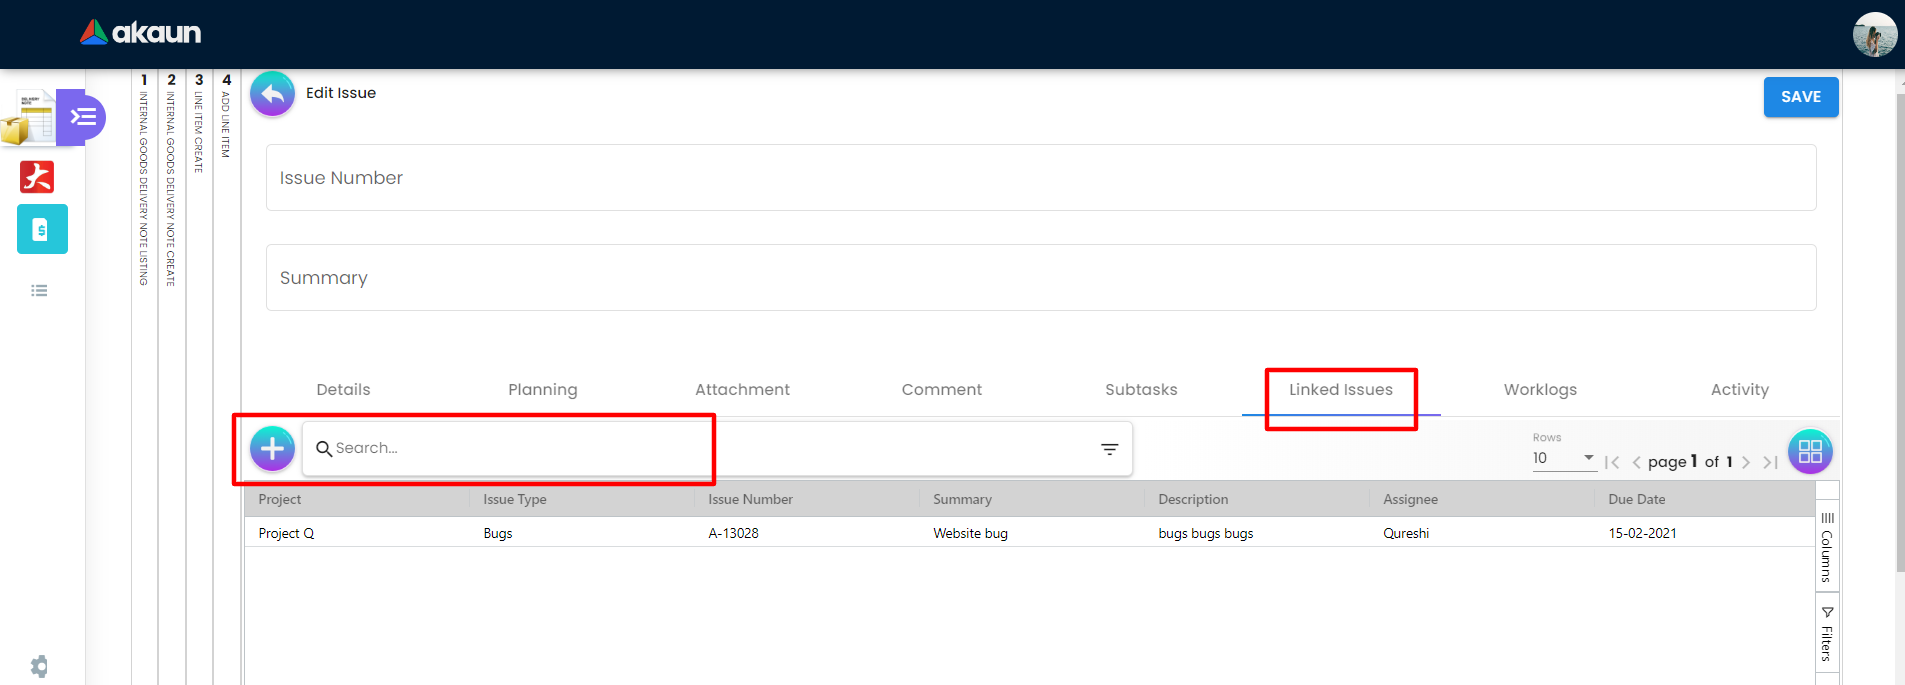 akaun
1 INTERNAL GOODS DELIVERY NOTE LISTING
2 INTERNAL GOODS DELIVERY NOTE CREATE
3 LINE ITEM CREATE
4 ADD LINE ITEM
Edit Issue
SAVE
Issue Number
Summary
Details Planning Attachment Comment Subtasks Linked Issues Worklogs Activity
Search...
Rows
10
page 1 of 1
Project Issue Type Issue Number Summary Description Assignee Due Date
Project Q Bugs A-13028 Website bug bugs bugs bugs Qureshi 15-02-2021
Columns
Filters